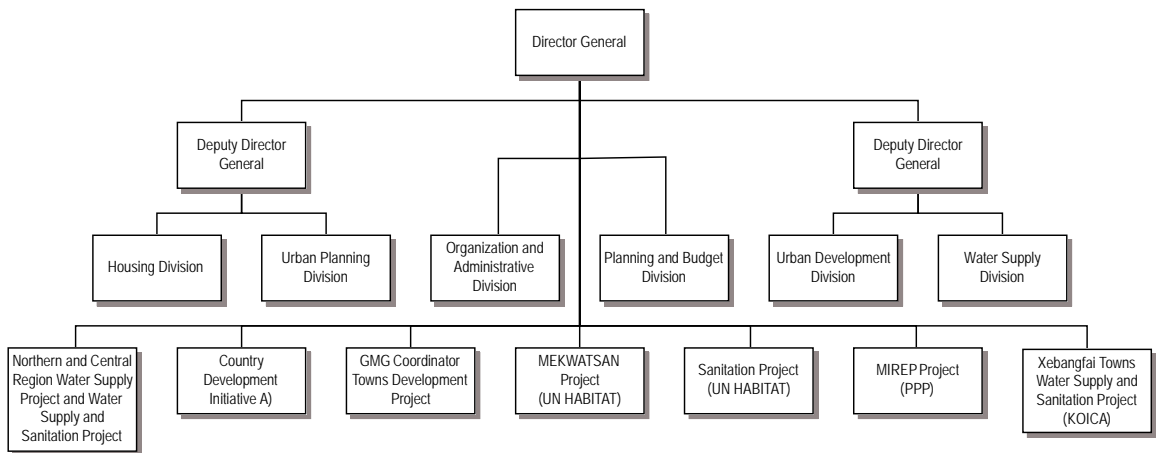 Director General
Deputy Director
General
Deputy Director
General
Housing Division
Urban Planning
Division
Organization and
Administrative
Division
Planning and Budget
Division
Urban Development
Division
Water Supply
Division
Northern and Central
Region Water Supply
Project and Water
Supply and
Sanitation Project
Country
Development
Initiative A)
GMG Coordinator
Towns Development
Project
MEKWATSAN
Project
(UN HABITAT)
Sanitation Project
(UN HABITAT)
MIREP Project
(PPP)
Xebangfai Towns
Water Supply and
Sanitation Project
(KOICA)